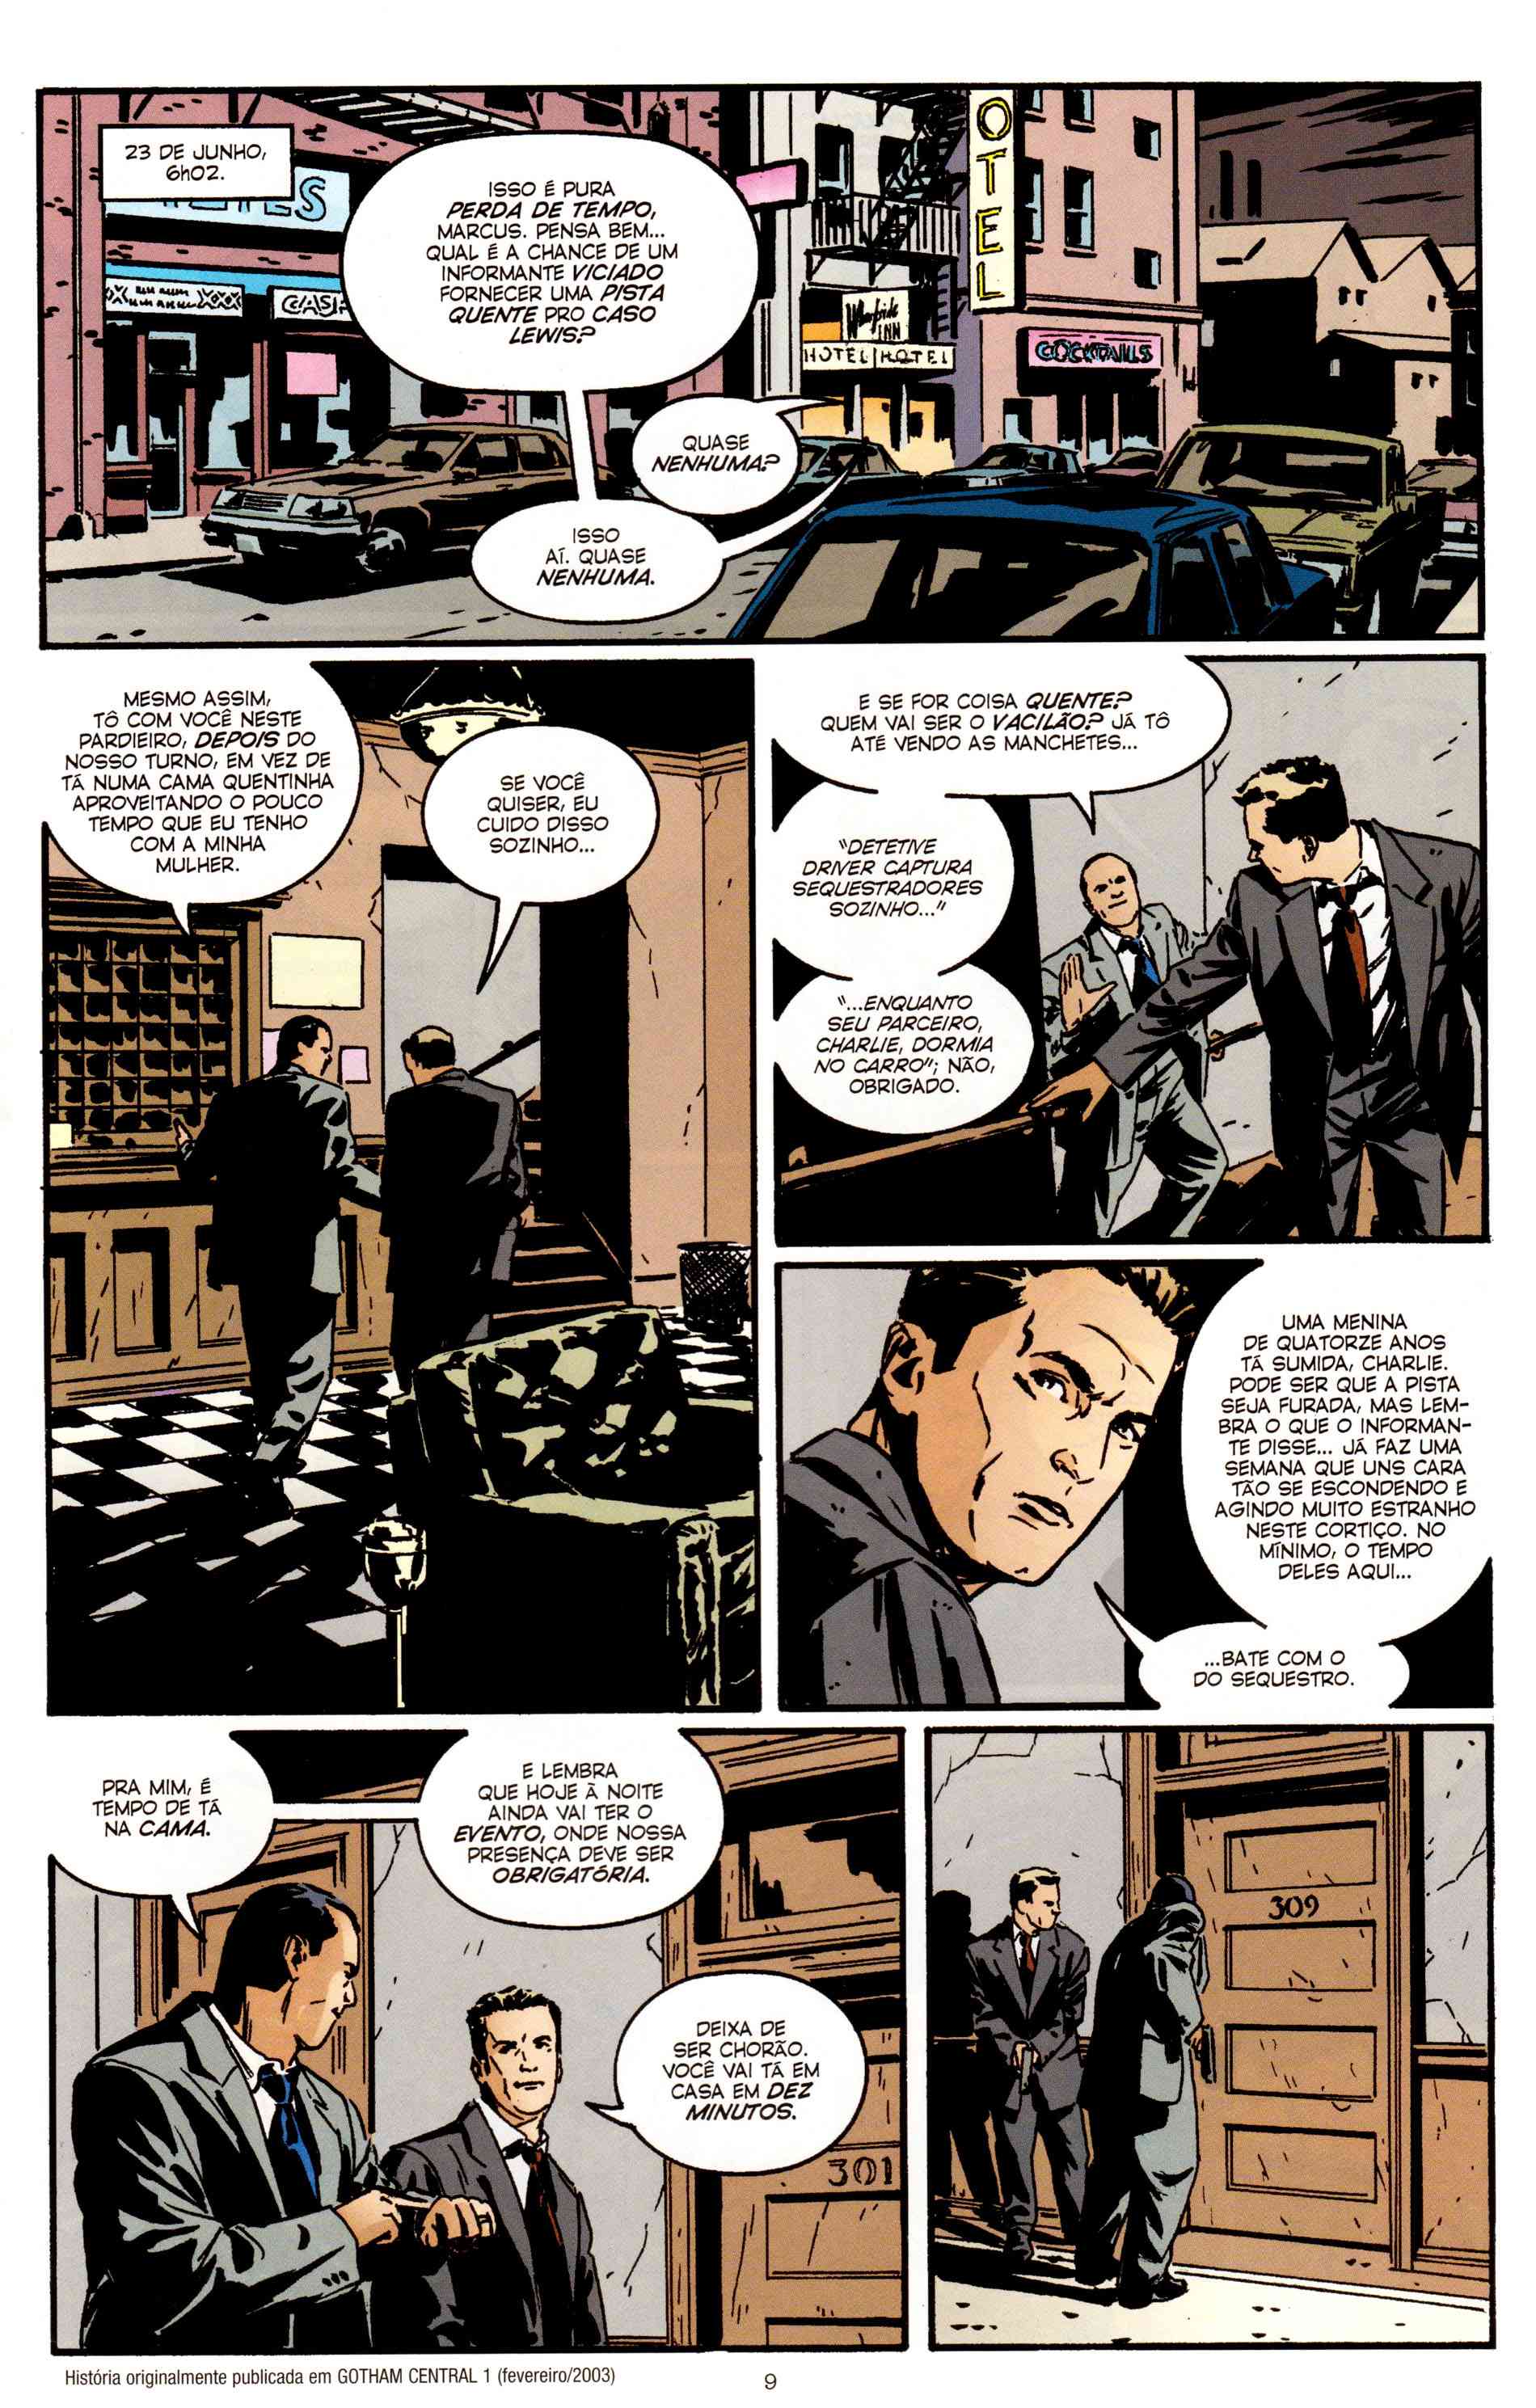 23 DE JUNHO,
6h02.
ISSO É PURA
PERDA DE TEMPO,
MARCUS. PENSA BEM...
QUAL É A CHANCE DE UM
INFORMANTE VICIADO
FORNECER UMA PISTA
QUENTE PRO CASO
LEWIS?
QUASE
NENHUMA?
ISSO
AÍ. QUASE
NENHUMA.
XXX
CASH
OTEL
INN
HOTEL HOTEL
COCKTAILS
MESMO ASSIM,
TÔ COM VOCÊ NESTE
PARDIEIRO, DEPOIS DO
NOSSO TURNO, EM VEZ DE
TÁ NUMA CAMA QUENTINHA
APROVEITANDO O POUCO
TEMPO QUE EU TENHO
COM A MINHA
MULHER.
SE VOCÊ
QUISER, EU
CUIDO DISSO
SOZINHO...
E SE FOR COISA QUENTE?
QUEM VAI SER O VACILÃO? JÁ TÔ
ATÉ VENDO AS MANCHETES...
"DETETIVE
DRIVER CAPTURA
SEQUESTRADORES
SOZINHO..."
"...ENQUANTO
SEU PARCEIRO,
CHARLIE, DORMIA
NO CARRO"; NÃO,
OBRIGADO.
UMA MENINA
DE QUATORZE ANOS
TÁ SUMIDA, CHARLIE.
PODE SER QUE A PISTA
SEJA FURADA, MAS LEM-
BRA O QUE O INFORMAN-
TE DISSE... JÁ FAZ UMA
SEMANA QUE UNS CARA
TÃO SE ESCONDENDO E
AGINDO MUITO ESTRANHO
NESTE CORTIÇO. NO
MÍNIMO, O TEMPO
DELES AQUI...
...BATE COM O
DO SEQUESTRO.
PRA MIM, É
TEMPO DE TÁ
NA CAMA.
E LEMBRA
QUE HOJE À NOITE
AINDA VAI TER O
EVENTO, ONDE NOSSA
PRESENÇA DEVE SER
OBRIGATÓRIA.
DEIXA DE
SER CHORÃO.
VOCÊ VAI TÁ EM
CASA EM DEZ
MINUTOS.
301
309
História originalmente publicada em GOTHAM CENTRAL 1 (fevereiro/2003)
9